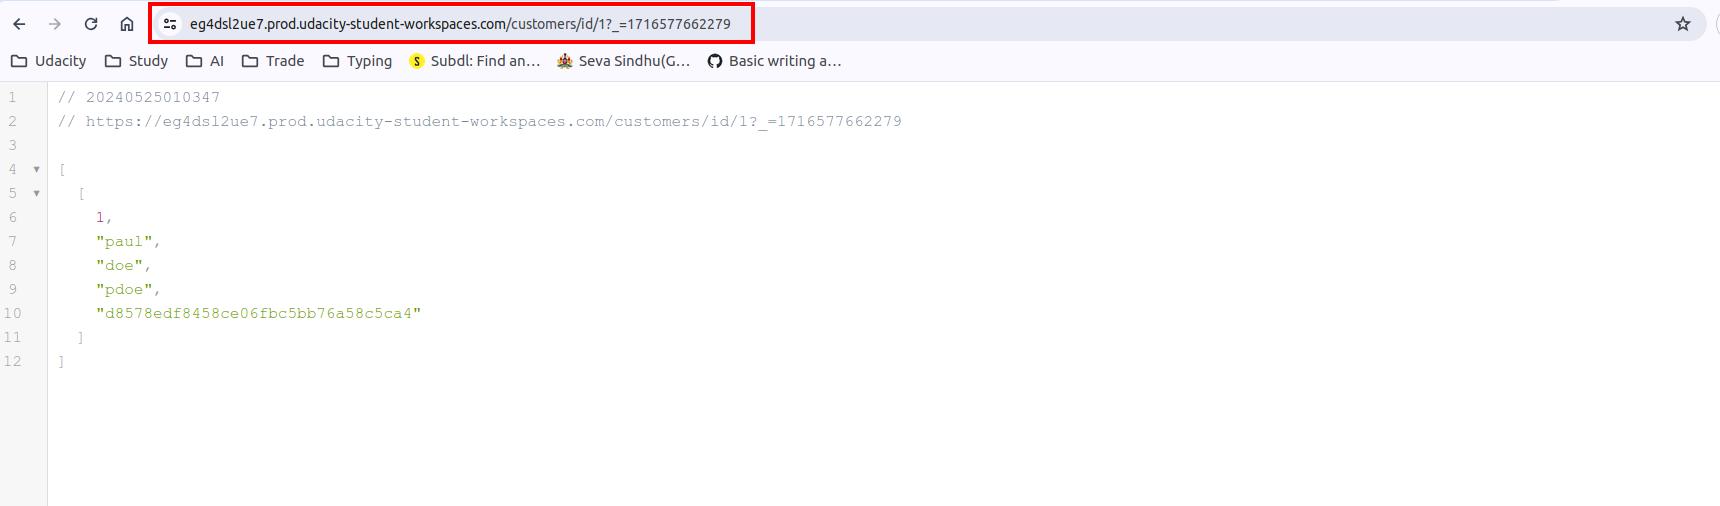 eg4dsl2ue7.prod.udacity-student-workspaces.com/customers/id/1?_=1716577662279
Udacity Study AI Trade Typing Subdl: Find an... Seva Sindhu(G... Basic writing a...
1 // 20240525010347
2 // https://eg4dsl2ue7.prod.udacity-student-workspaces.com/customers/id/1?_=1716577662279
3
4 [
5 [
6 1,
7 "paul",
8 "doe",
9 "pdoe",
10 "d8578edf8458ce06fbc5bb76a58c5ca4"
11 ]
12 ]